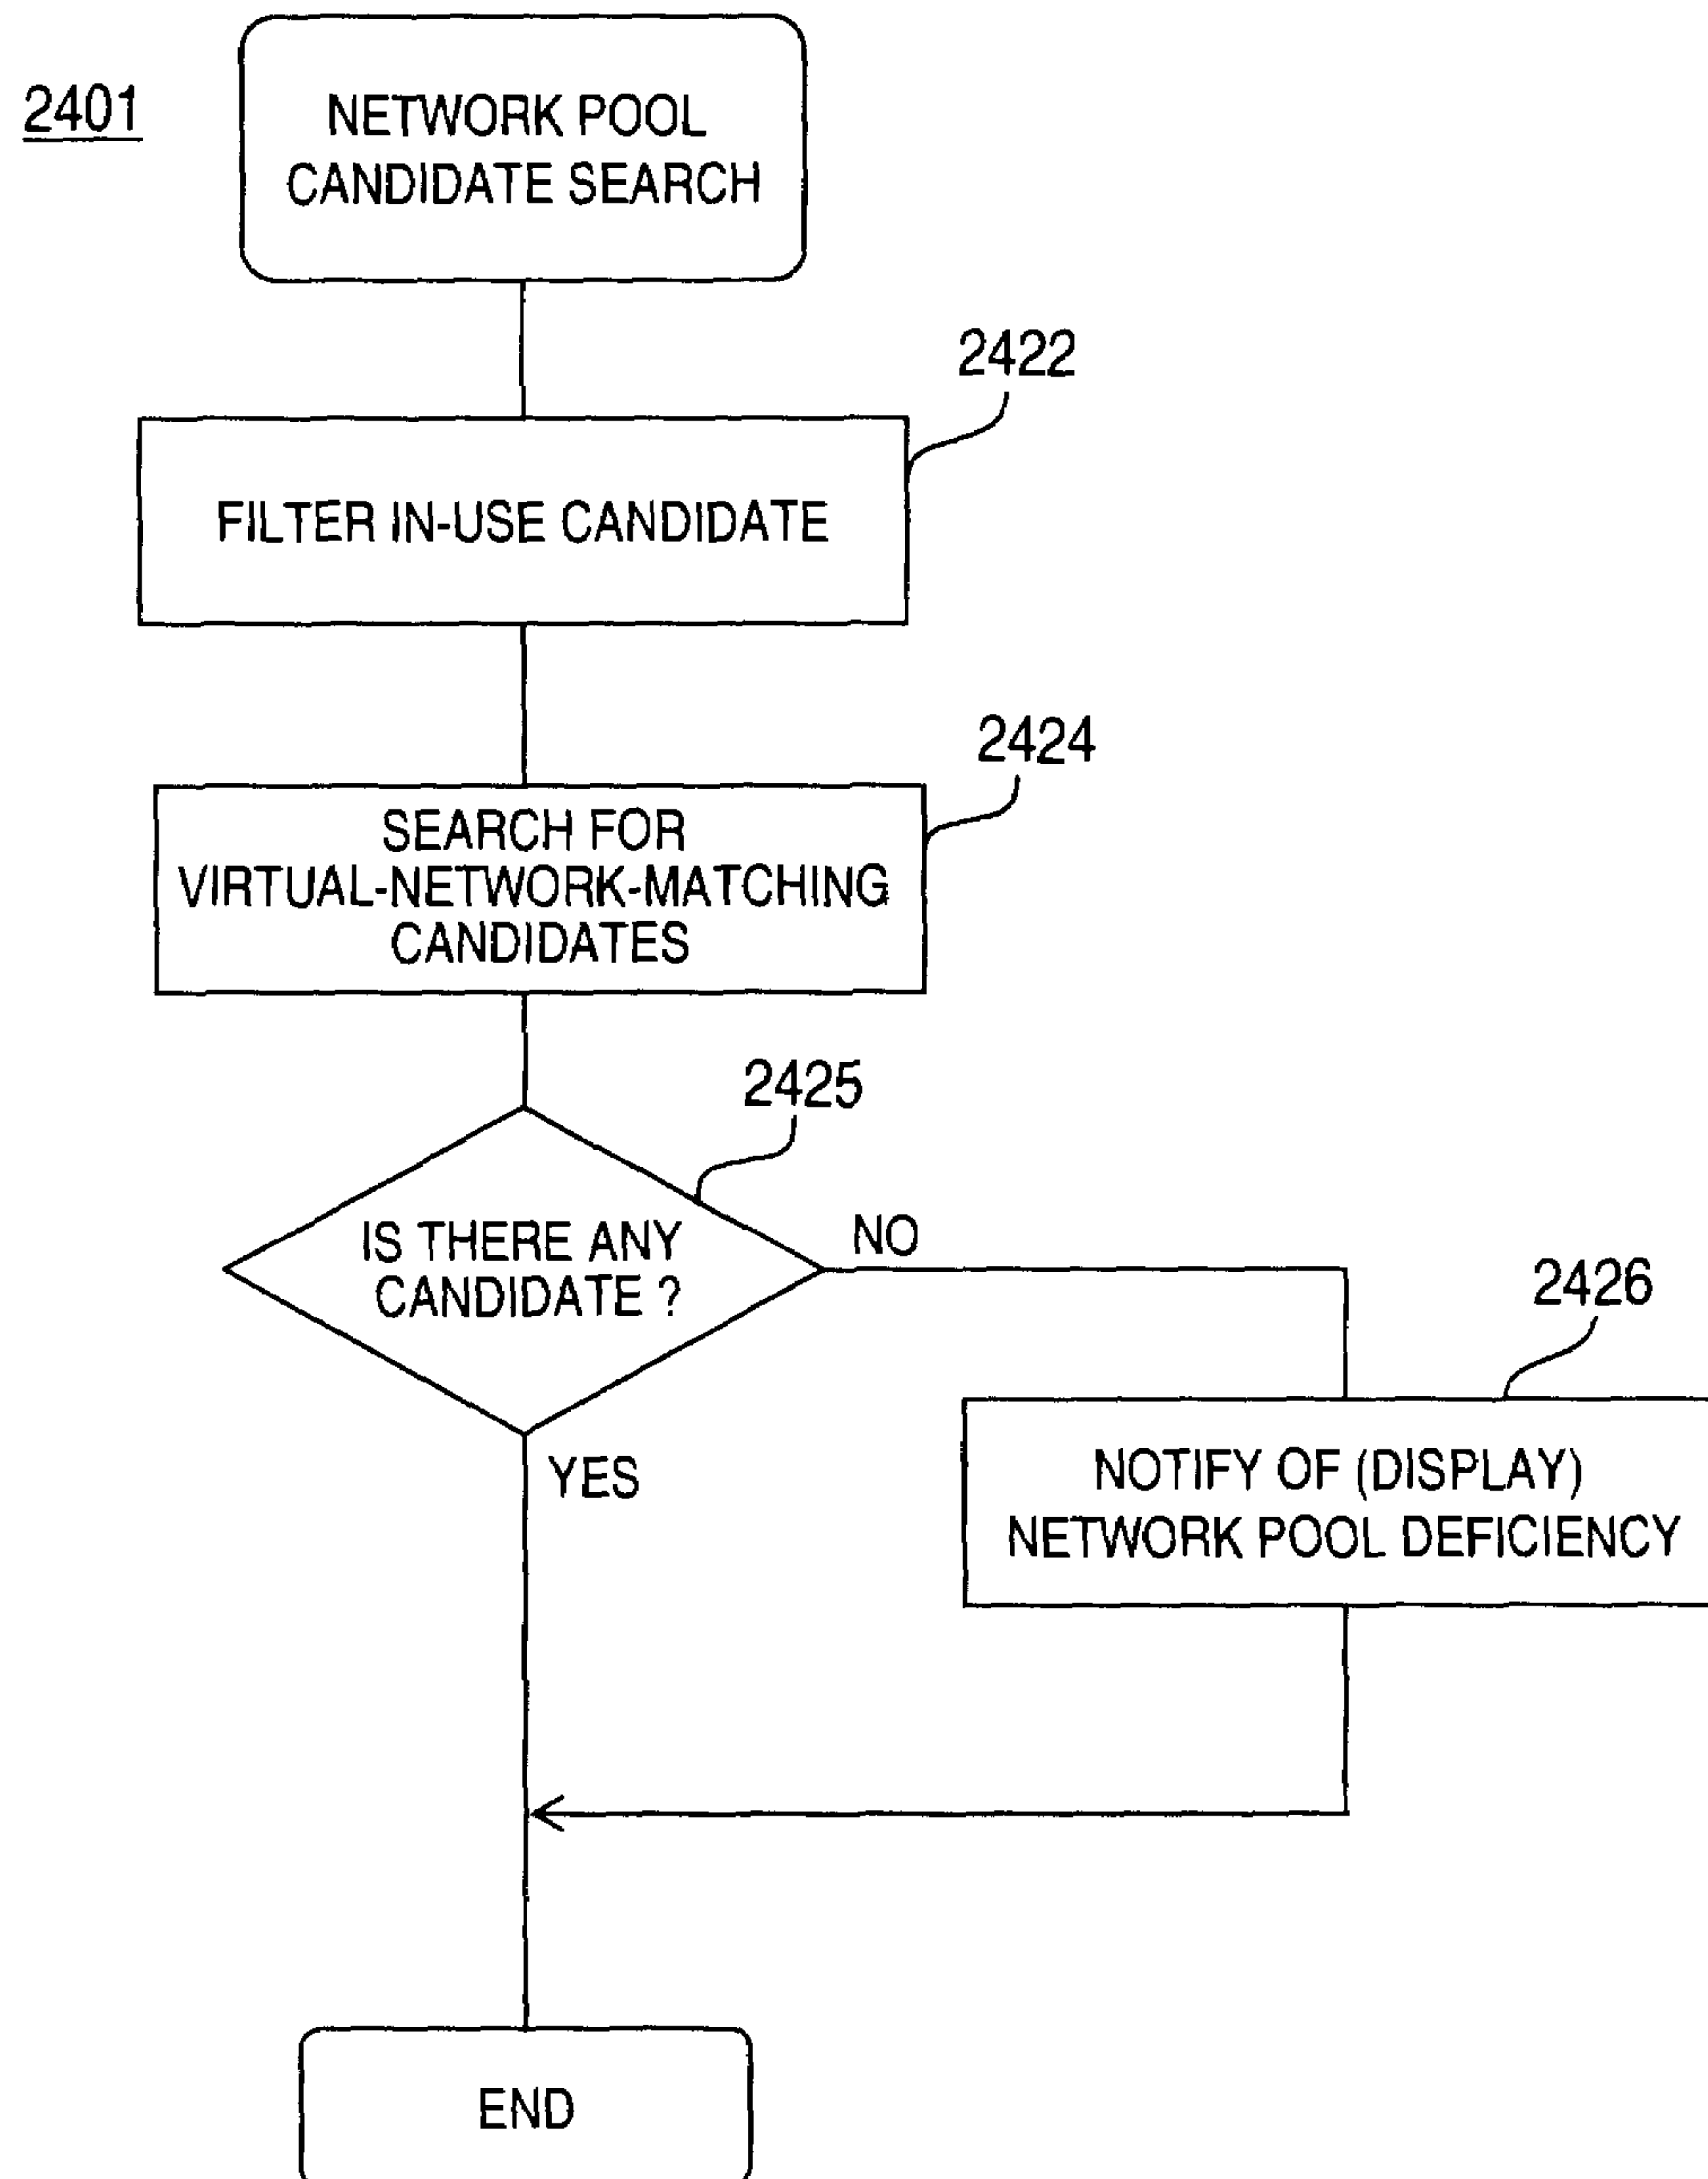 2401
NETWORK POOL
CANDIDATE SEARCH
2422
FILTER IN-USE CANDIDATE
2424
SEARCH FOR
VIRTUAL-NETWORK-MATCHING
CANDIDATES
2425
IS THERE ANY
CANDIDATE ?
NO
2426
YES
NOTIFY OF (DISPLAY)
NETWORK POOL DEFICIENCY
END